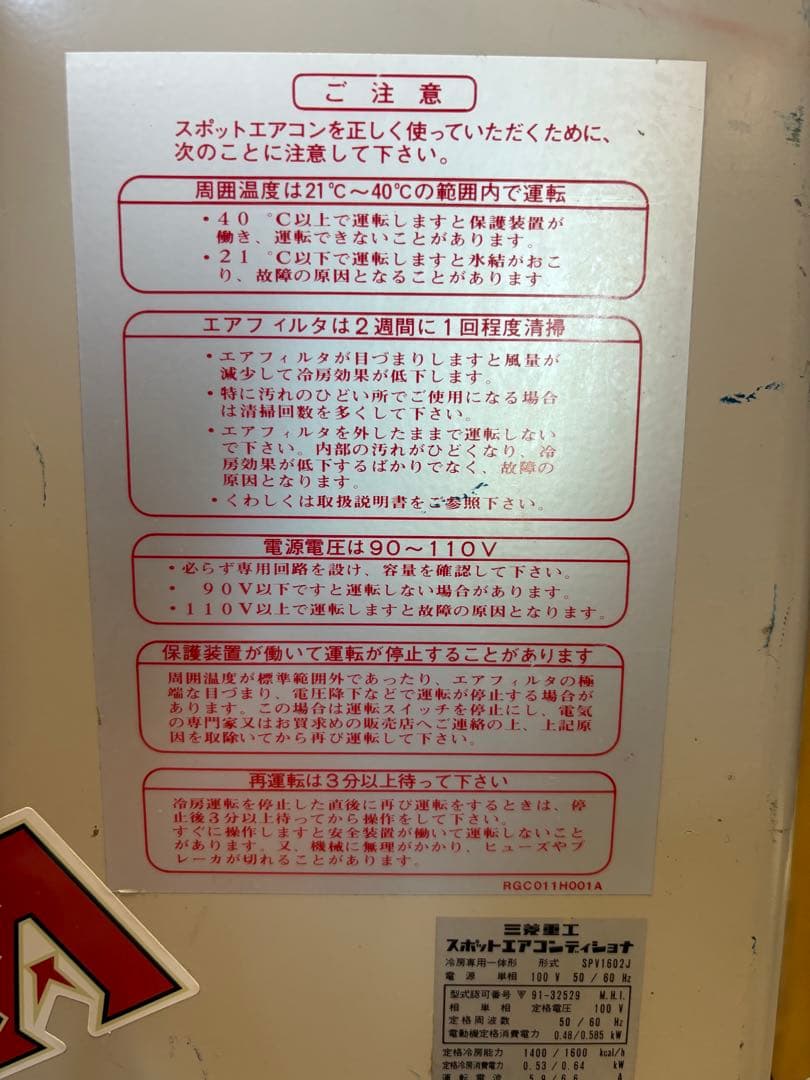 ご注意
スポットエアコンを正しく使っていただくために、
次のことに注意して下さい。
周囲温度は21℃～40℃の範囲内で運転
・40℃以上で運転しますと保護装置が
働き、運転できないことがあります。
・21℃以下で運転しますと氷結がおこ
り、故障の原因となることがあります
エアフィルタは2週間に1回程度清掃
・エアフィルタが目づまりしますと風量が
減少して冷房効果が低下します。
・特に汚れのひどい所でご使用になる場合
は清掃回数を多くして下さい。
・エアフィルタを外したままで運転しない
で下さい。内部の汚れがひどくなり、冷
房効果が低下するばかりでなく、故障の
原因となります。
・くわしくは取扱説明書をご参照下さい。
電源電圧は90～110V
・必らず専用回路を設け、容量を確認して下さい。
・90V以下ですと運転しない場合があります。
・110V以上で運転しますと故障の原因となります。
保護装置が働いて運転が停止することがあります
周囲温度が標準範囲外であったり、エアフィルタの極
端な目づまり、電圧降下などで運転が停止する場合が
あります。この場合は運転スイッチを停止にし、電気
の専門家又はお買求めの販売店へご連絡の上、上記原
因を取除いてから再び運転して下さい。
再運転は3分以上待って下さい
冷房運転を停止した直後に再び運転をするときは、停
止後3分以上待ってから操作をして下さい。
すぐに操作しますと安全装置が働いて運転しないこと
があります。又、機械に無理がかかり、ヒューズやブ
レーカが切れることがあります。
RGC011H001A
三菱重工
スポットエアコンディショナ
冷房専用一体形 形式 SPV1602J
電源 単相 100 V 50/60 Hz
型式認可番号 〒91-32529 M.H.I.
相 単相 定格電圧 100 V
定格周波数 50/60 Hz
電動機定格消費電力 0.48/0.585 kW
定格冷房能力 1400/1600 kcal/h
定格冷房消費電力 0.53/0.64 kW
運転電流 5.9/6.6 A